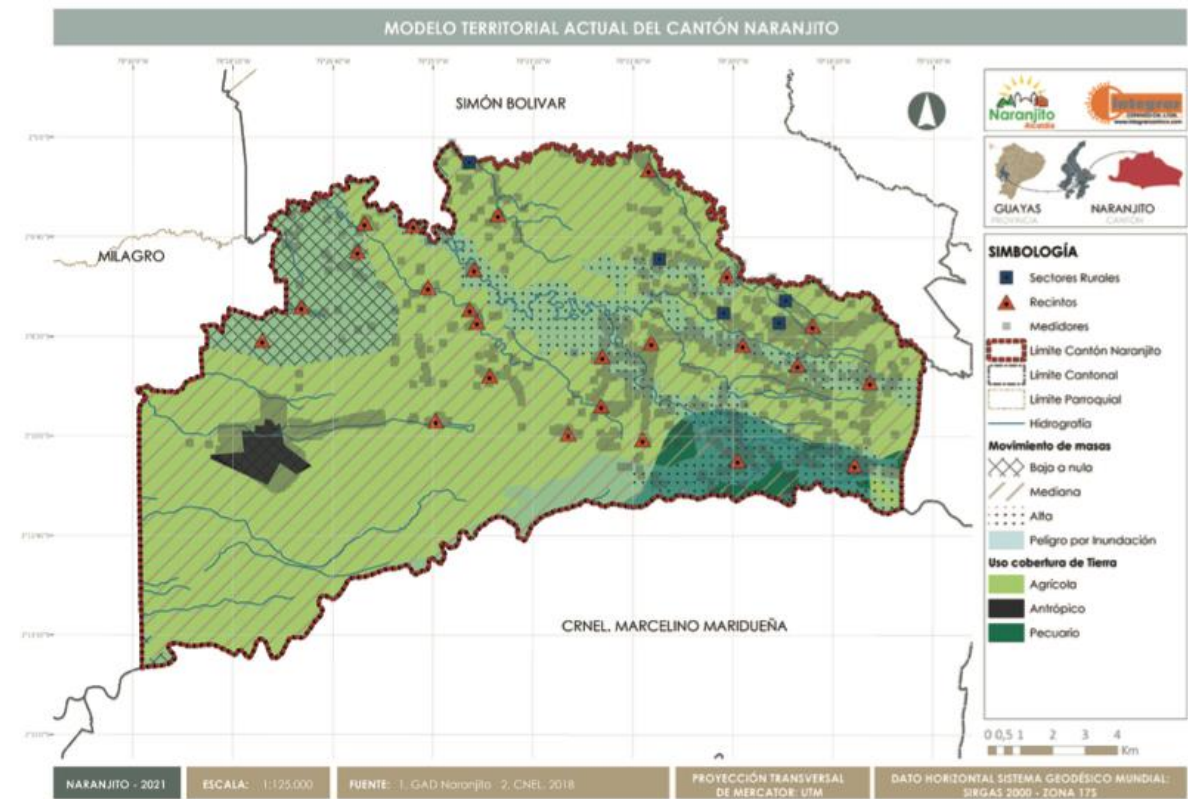 MODELO TERRITORIAL ACTUAL DEL CANTÓN NARANJITO
SIMÓN BOLIVAR
MILAGRO
CRNEL. MARCELINO MARIDUEÑA
Naranjito
Alcaldía
Integrar
GUAYAS
PROVINCIA
NARANJITO
CANTÓN
SIMBOLOGÍA
Sectores Rurales
Recintos
Medidores
Límite Cantón Naranjito
Límite Cantonal
Límite Parroquial
Hidrografía
Movimiento de masas
Baja a nula
Mediana
Alta
Peligro por Inundación
Uso cobertura de Tierra
Agrícola
Antrópico
Pecuario
0 0,5 1 2 3 4
Km
NARANJITO - 2021
ESCALA: 1:125.000
FUENTE: 1. GAD Naranjito 2. CNEL. 2018
PROYECCIÓN TRANSVERSAL
DE MERCATOR: UTM
DATO HORIZONTAL SISTEMA GEODÉSICO MUNDIAL:
SIRGAS 2000 - ZONA 17S